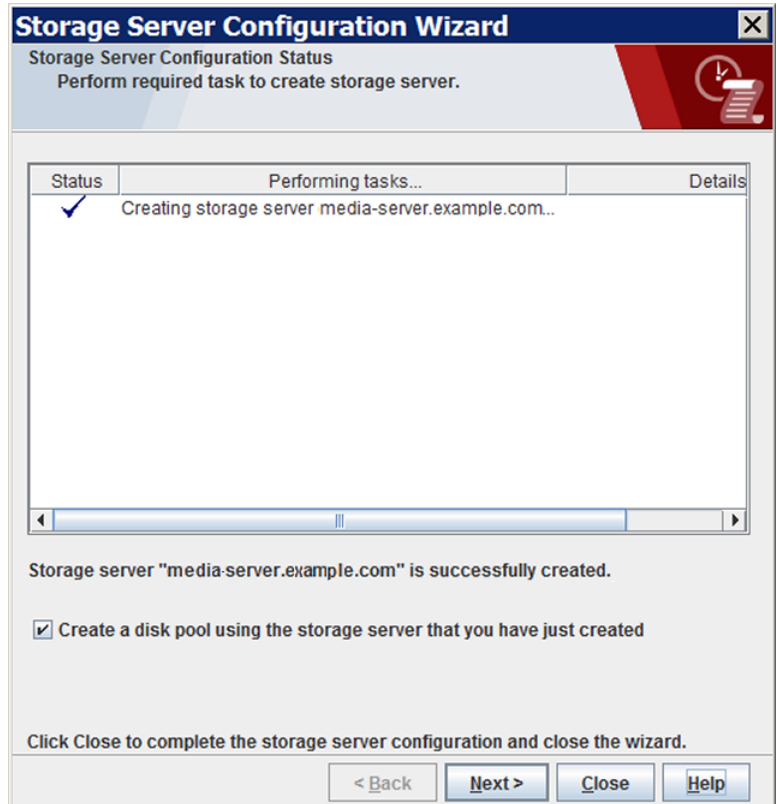 Storage Server Configuration Wizard
Storage Server Configuration Status
Perform required task to create storage server.
Status Performing tasks... Details
Creating storage server media-server.example.com...
Storage server "media-server.example.com" is successfully created.
Create a disk pool using the storage server that you have just created
Click Close to complete the storage server configuration and close the wizard.
< Back Next > Close Help